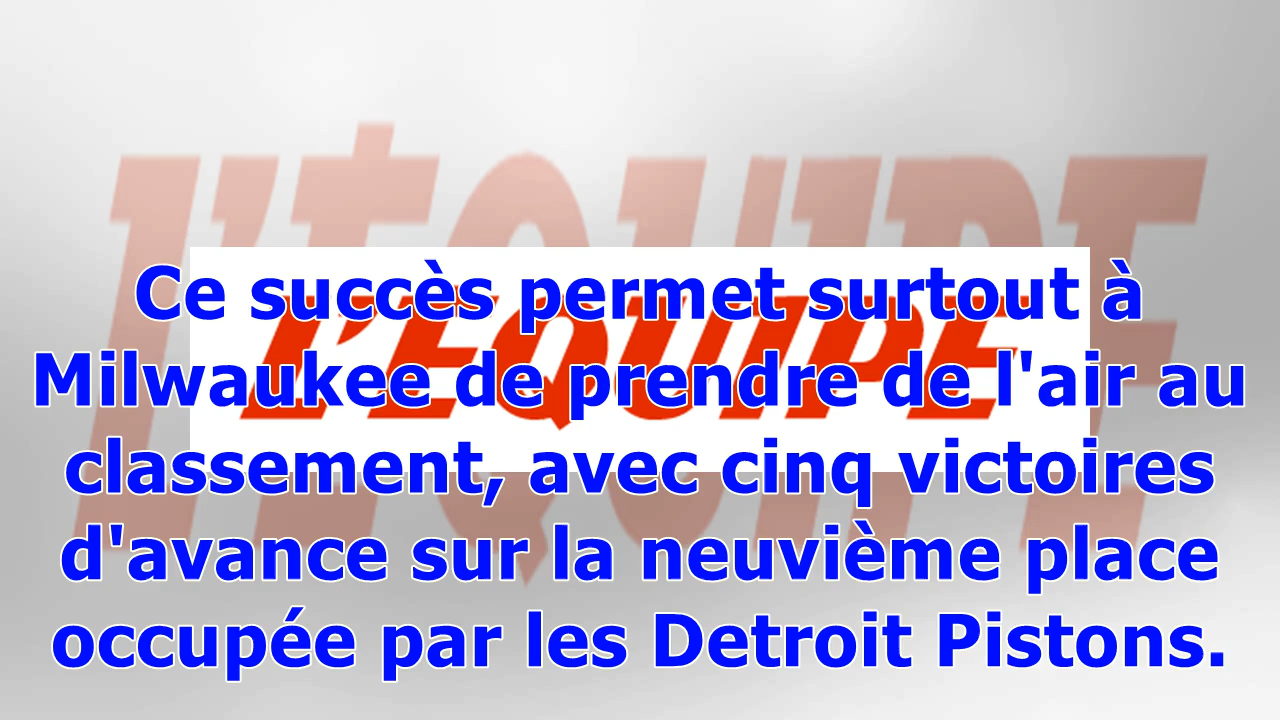 L'ÉQUIPE
L'ÉQUIPE
Ce succès permet surtout à
Milwaukee de prendre de l'air au
classement, avec cinq victoires
d'avance sur la neuvième place
occupée par les Detroit Pistons.